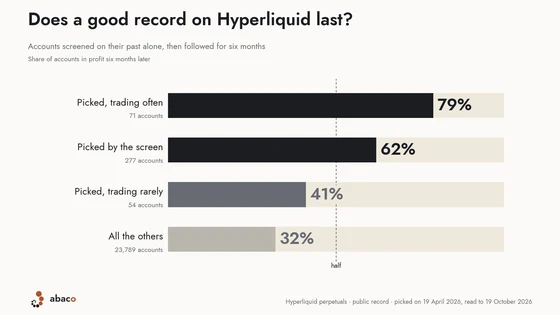 Does a good record on Hyperliquid last?
Accounts screened on their past alone, then followed for six months
Share of accounts in profit six months later
Picked, trading often
71 accounts
79%
Picked by the screen
277 accounts
62%
Picked, trading rarely
54 accounts
41%
All the others
23,789 accounts
32%
half
abaco
Hyperliquid perpetuals · public record · picked on 19 April 2026, read to 19 October 2026